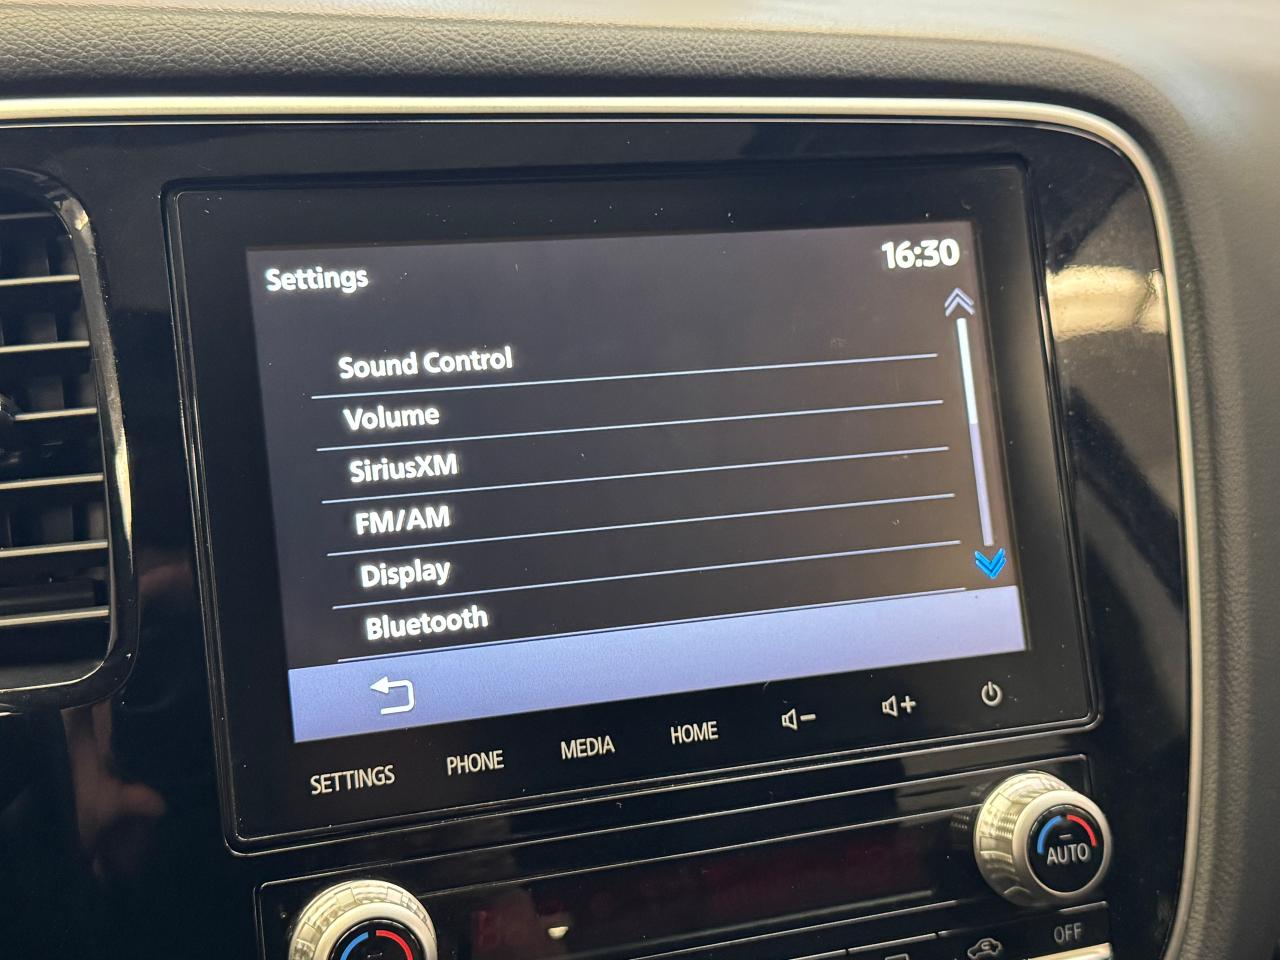 Settings
16:30
Sound Control
Volume
SiriusXM
FM/AM
Display
Bluetooth
SETTINGS
PHONE
MEDIA
HOME
AUTO
OFF